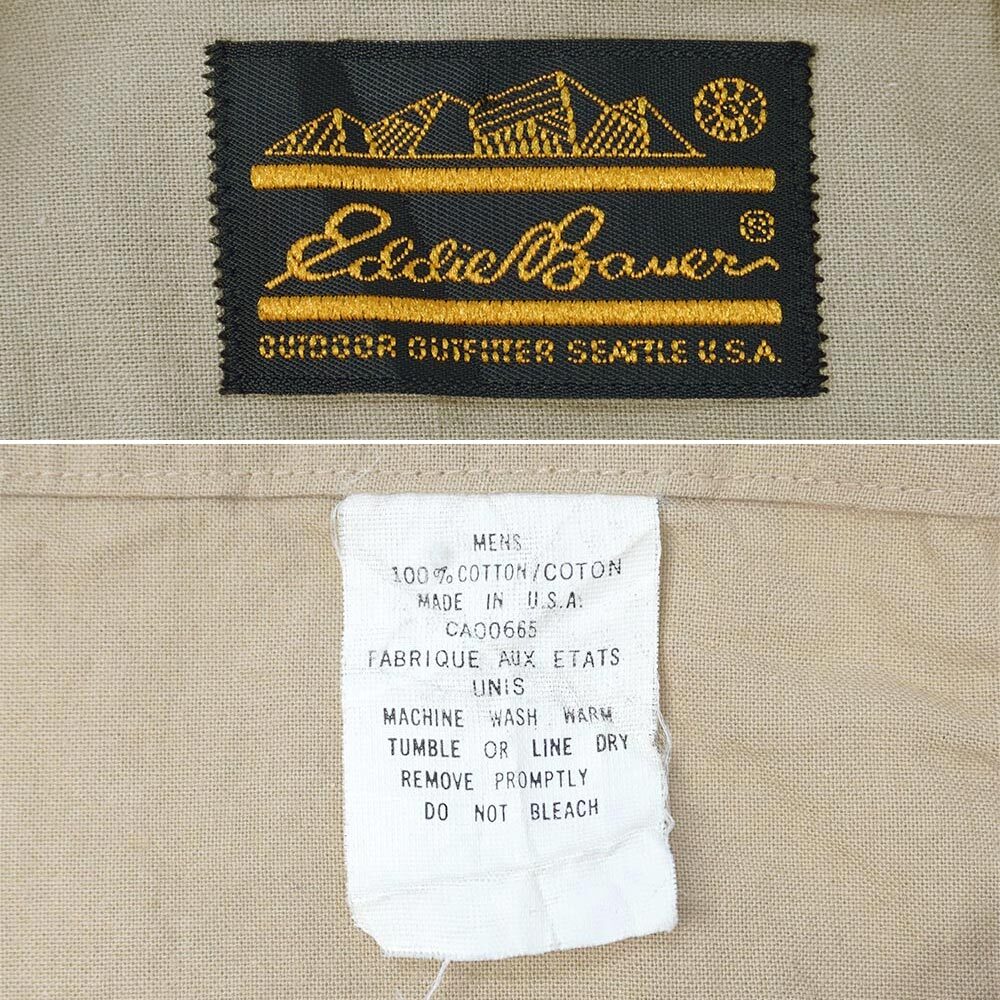 Eddie Bauer®
OUTDOOR OUTFITTER SEATTLE U.S.A.
MENS
100% COTTON/COTON
MADE IN U.S.A.
CA00665
FABRIQUE AUX ETATS
UNIS
MACHINE WASH WARM
TUMBLE OR LINE DRY
REMOVE PROMPTLY
DO NOT BLEACH